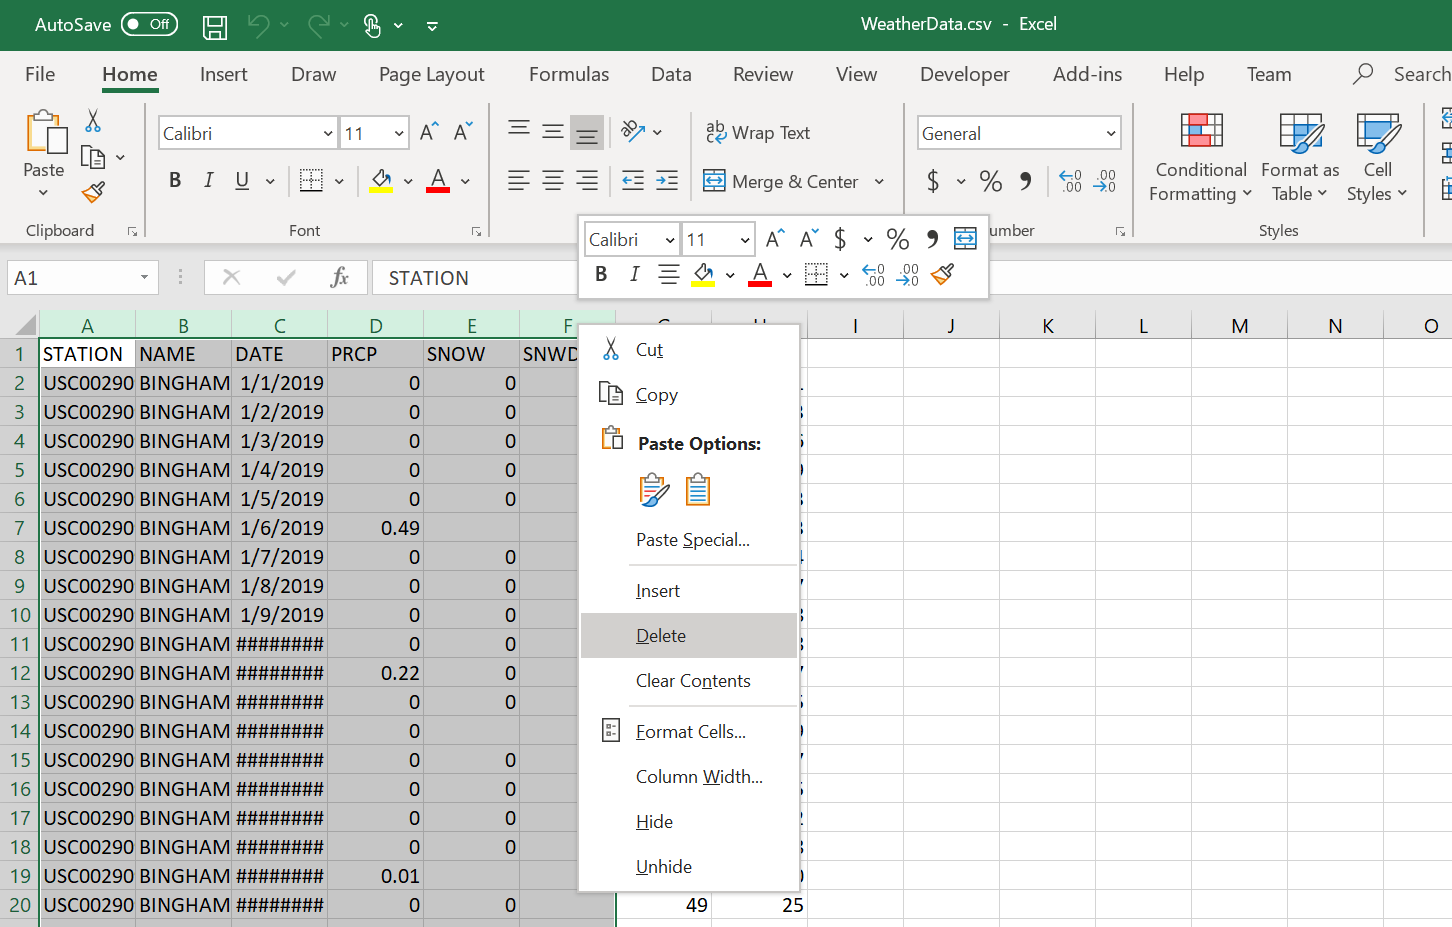 AutoSave Off WeatherData.csv - Excel
File Home Insert Draw Page Layout Formulas Data Review View Developer Add-ins Help Team Search
Paste
Clipboard
Calibri 11
B I U
Font
ab Wrap Text
Merge & Center
General
$ % , .00 .00
Conditional Formatting
Format as Table
Cell Styles
Styles
Calibri 11 $ % ,
B I A .00 .00
A1 fx STATION
A B C D E F I J K L M N O
1 STATION NAME DATE PRCP SNOW SNWD
2 USC00290 BINGHAM 1/1/2019 0 0
3 USC00290 BINGHAM 1/2/2019 0 0
4 USC00290 BINGHAM 1/3/2019 0 0
5 USC00290 BINGHAM 1/4/2019 0 0
6 USC00290 BINGHAM 1/5/2019 0 0
7 USC00290 BINGHAM 1/6/2019 0.49
8 USC00290 BINGHAM 1/7/2019 0 0
9 USC00290 BINGHAM 1/8/2019 0 0
10 USC00290 BINGHAM 1/9/2019 0 0
11 USC00290 BINGHAM ######## 0 0
12 USC00290 BINGHAM ######## 0.22 0
13 USC00290 BINGHAM ######## 0 0
14 USC00290 BINGHAM ######## 0
15 USC00290 BINGHAM ######## 0 0
16 USC00290 BINGHAM ######## 0 0
17 USC00290 BINGHAM ######## 0 0
18 USC00290 BINGHAM ######## 0 0
19 USC00290 BINGHAM ######## 0.01
20 USC00290 BINGHAM ######## 0 0 49 25
Cut
Copy
Paste Options:
Paste Special...
Insert
Delete
Clear Contents
Format Cells...
Column Width...
Hide
Unhide